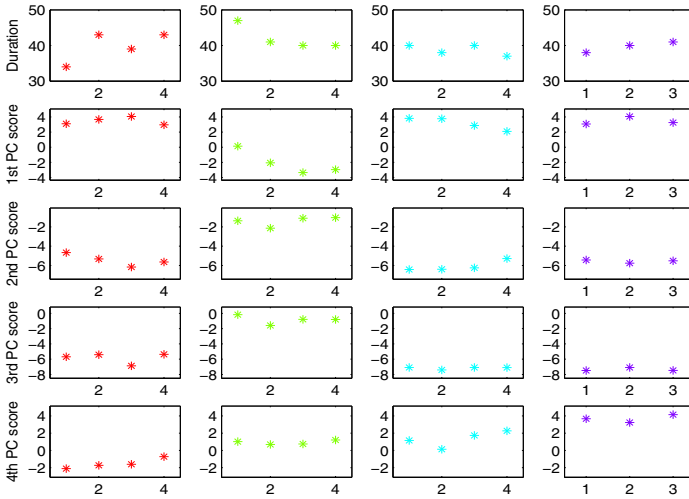 50 50 50 50
Duration
40 40 40 40
30 30 30 30
2 4 2 4 2 4 1 2 3
1st PC score
4 4 4 4
2 2 2 2
0 0 0 0
−2 −2 −2 −2
−4 −4 −4 −4
2 4 2 4 2 4 1 2 3
2nd PC score
−2 −2 −2 −2
−4 −4 −4 −4
−6 −6 −6 −6
2 4 2 4 2 4 1 2 3
3rd PC score
0 0 0 0
−2 −2 −2 −2
−4 −4 −4 −4
−6 −6 −6 −6
−8 −8 −8 −8
2 4 2 4 2 4 1 2 3
4th PC score
4 4 4 4
2 2 2 2
0 0 0 0
−2 −2 −2 −2
2 4 2 4 2 4 1 2 3